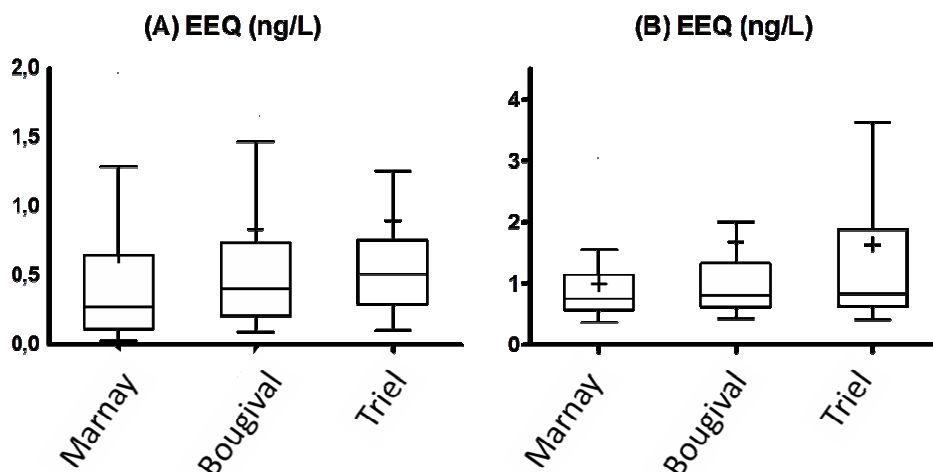 (A) EEQ (ng/L)
2,0
1,5
1,0
0,5
0,0
Marnay
Bougival
Triel
(B) EEQ (ng/L)
4
3
2
1
0
Marnay
Bougival
Triel